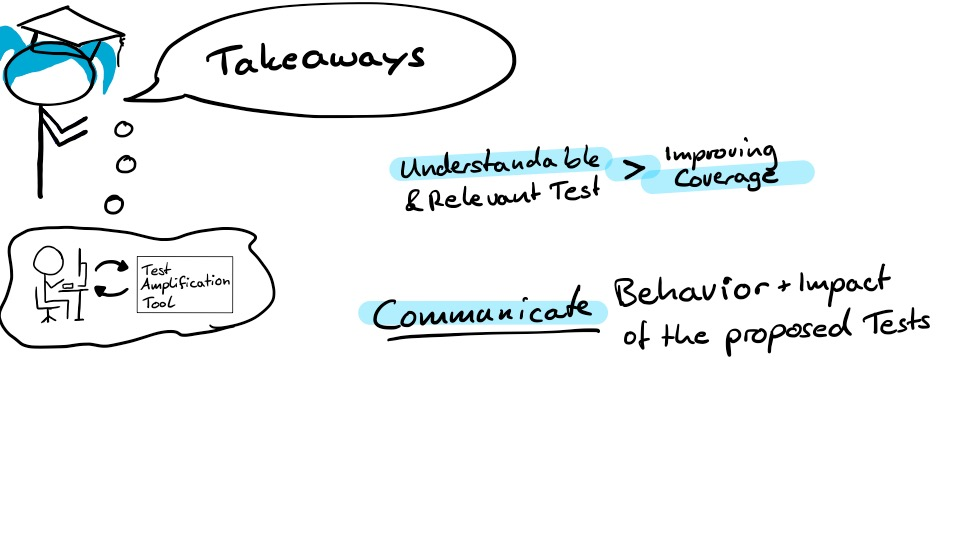 Takeaways
Understandable > Improving
& Relevant Test Coverage
Test
Amplification
Tool
Communicate Behavior + Impact
of the proposed Tests